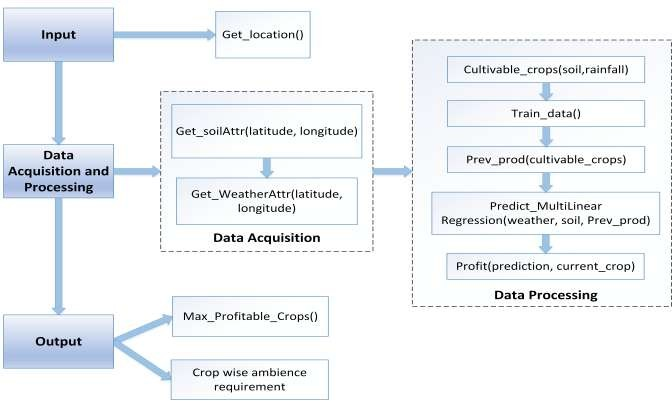 Input
Get_location()
Data
Acquisition and
Processing
Get_soilAttr(latitude, longitude)
Get_WeatherAttr(latitude,
longitude)
Data Acquisition
Cultivable_crops(soil,rainfall)
Train_data()
Prev_prod(cultivable_crops)
Predict_MultiLinear
Regression(weather, soil, Prev_prod)
Profit(prediction, current_crop)
Data Processing
Output
Max_Profitable_Crops()
Crop wise ambience
requirement